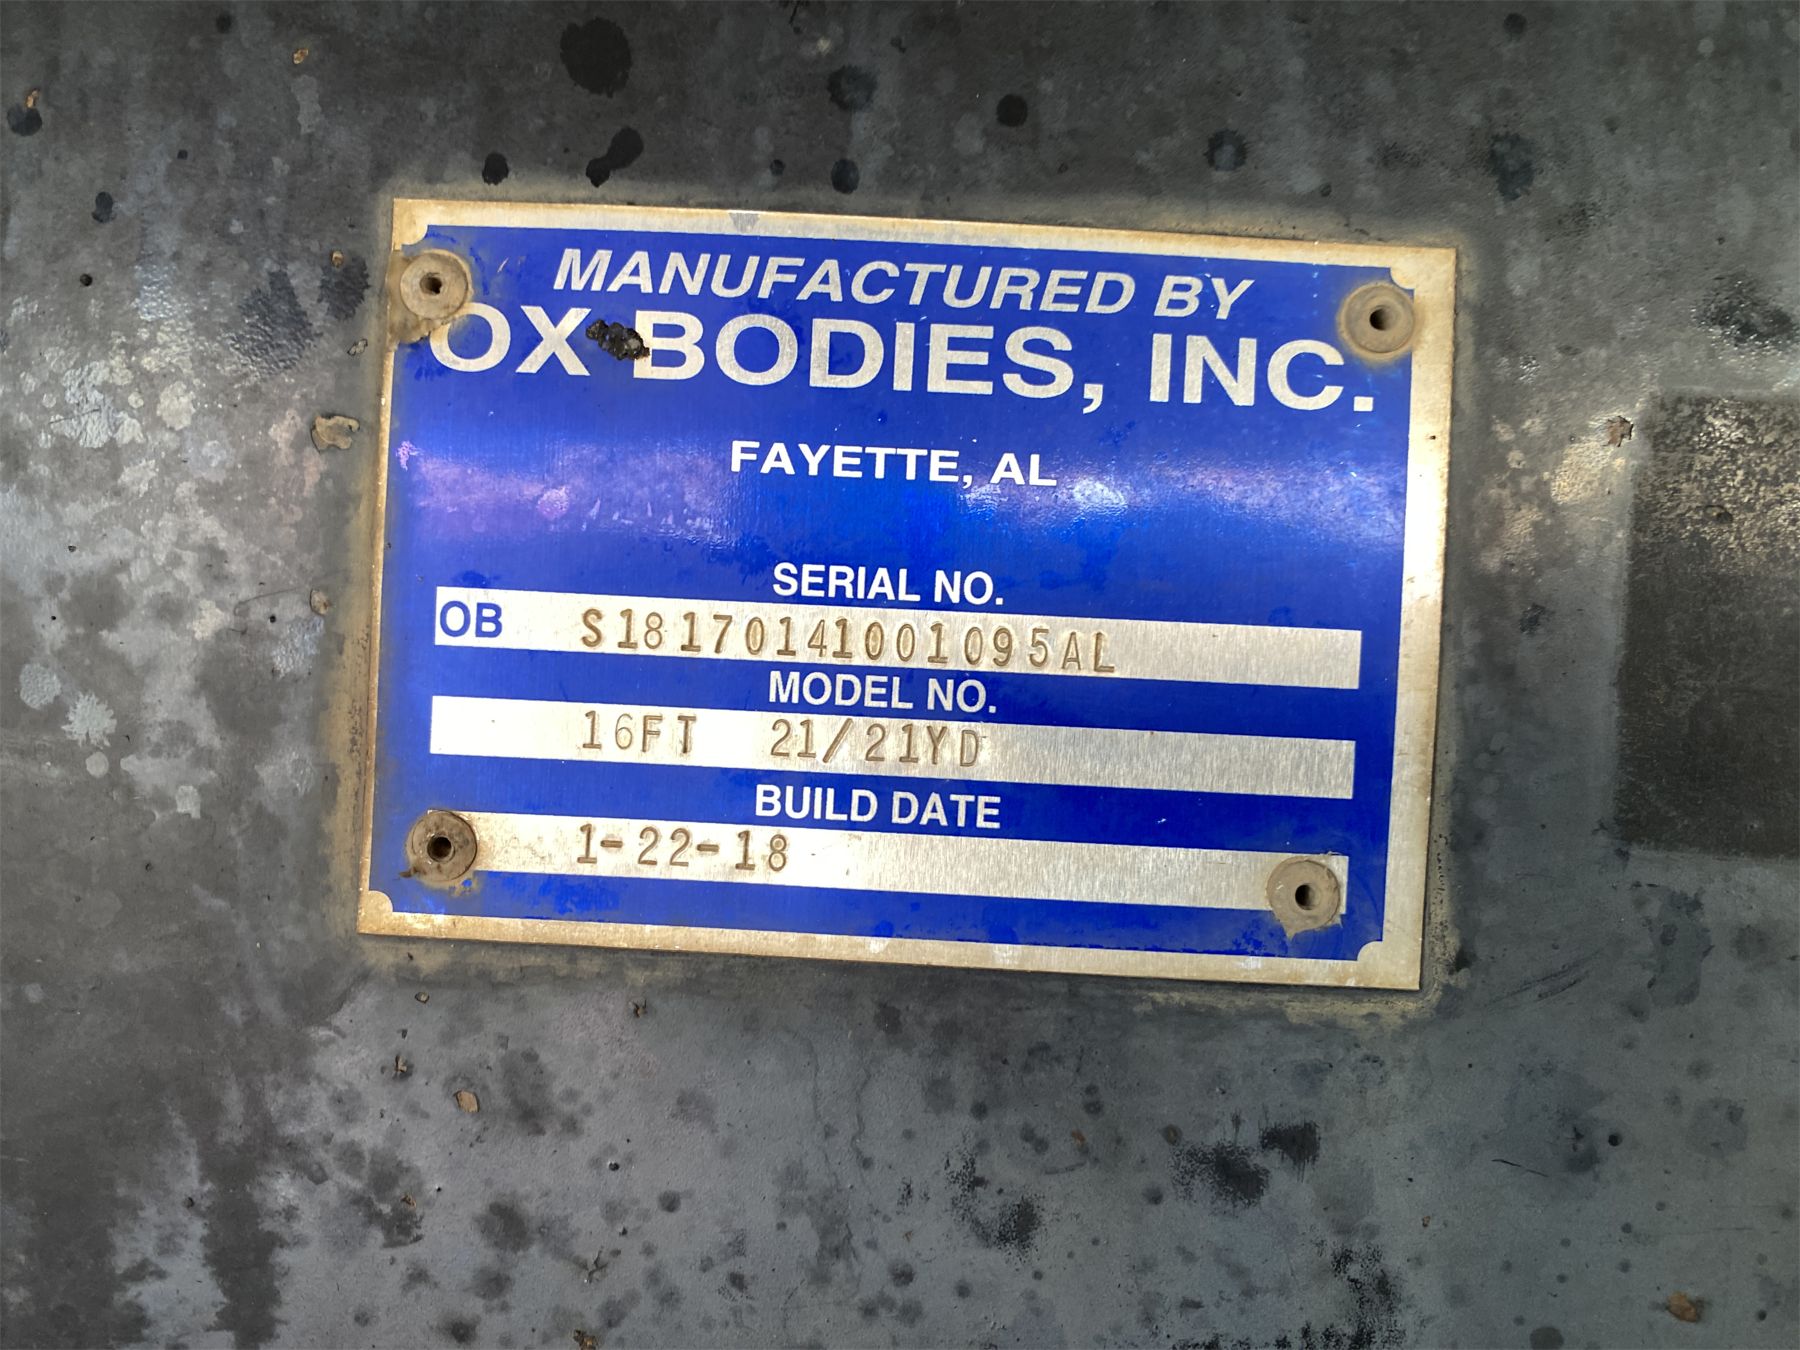 MANUFACTURED BY
OX BODIES, INC.
FAYETTE, AL
SERIAL NO.
OB S18170141001095AL
MODEL NO.
16FT 21/21YD
BUILD DATE
1-22-18